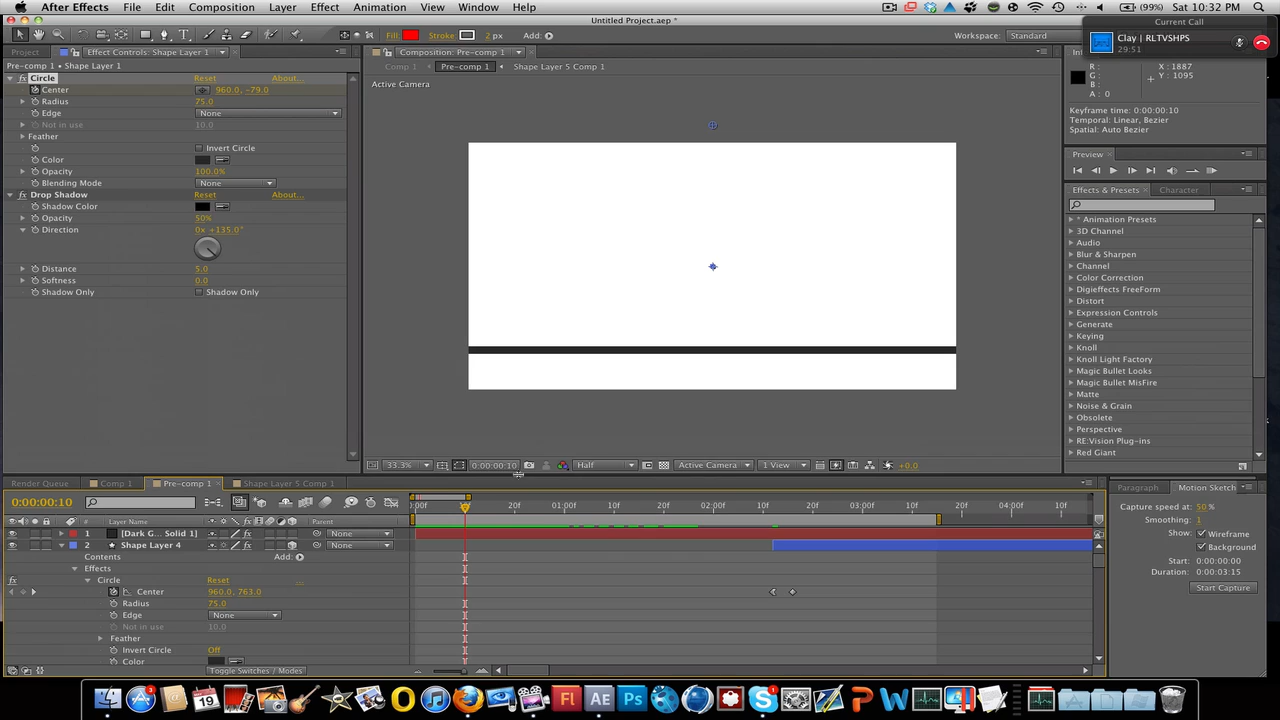 After Effects File Edit Composition Layer Effect Animation View Window Help (99%) Sat 10:32 PM
Untitled Project.aep *
Current Call
Clay | RLTVSHPS
29:51
Fill: Stroke: 2 px Add: Workspace: Standard
Project Effect Controls: Shape Layer 1 Composition: Pre-comp 1
Pre-comp 1 • Shape Layer 1 Comp 1 Pre-comp 1 Shape Layer 5 Comp 1
Active Camera
fx Circle Reset About...
Center 960.0, -79.0
Radius 75.0
Edge None
Not in use 10.0
Feather
Invert Circle
Color
Opacity 100.0%
Blending Mode None
fx Drop Shadow Reset About...
Shadow Color
Opacity 50%
Direction 0x +135.0°
Distance 5.0
Softness 0.0
Shadow Only Shadow Only
R : X : 1887
G : Y : 1095
B :
A : 0
Keyframe time: 0:00:00:10
Temporal: Linear, Bezier
Spatial: Auto Bezier
Preview
Effects & Presets Character
* Animation Presets
3D Channel
Audio
Blur & Sharpen
Channel
Color Correction
Digieffects FreeForm
Distort
Expression Controls
Generate
Keying
Knoll
Knoll Light Factory
Magic Bullet Looks
Magic Bullet MisFire
Matte
Noise & Grain
Obsolete
Perspective
RE:Vision Plug-ins
Red Giant
33.3% 0:00:00:10 Half Active Camera 1 View +0.0
Render Queue Comp 1 Pre-comp 1 Shape Layer 5 Comp 1
0:00:00:10
:00f 20f 01:00f 10f 20f 02:00f 10f 20f 03:00f 10f 20f 04:00f 10f
# Layer Name Parent
1 [Dark G... Solid 1] None
2 Shape Layer 4 None
Contents Add:
Effects
Circle Reset ...
Center 960.0, 763.0
Radius 75.0
Edge None
Not in use 10.0
Feather
Invert Circle Off
Color
Toggle Switches / Modes
Paragraph Motion Sketch
Capture speed at: 50 %
Smoothing: 1
Show: Wireframe
Background
Start: 0:00:00:00
Duration: 0:00:03:15
Start Capture